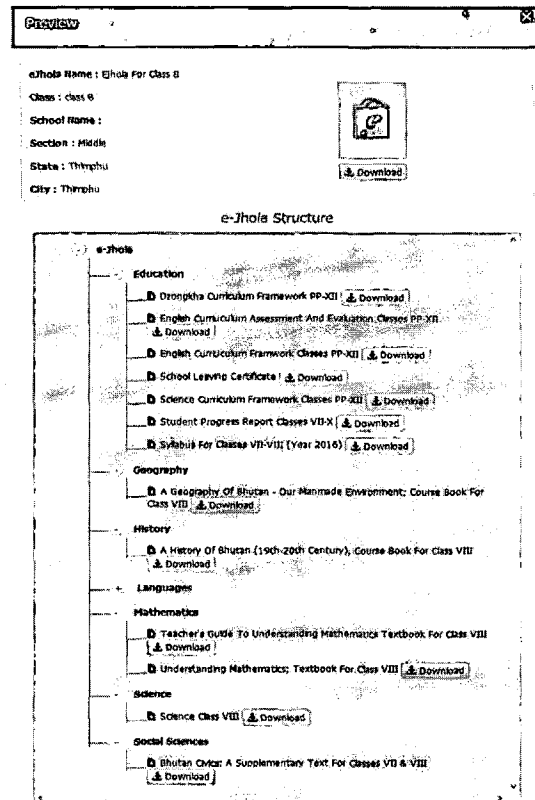 Preview
eJhola Name : Ejhola For Class 8
Class : class 8
School Name :
Section : Middle
State : Thimphu
City : Thimphu
Download
e-Jhola Structure
e-Jhola
Education
Dzongkha Curriculum Framework PP-XII Download
English Curriculum Assessment And Evaluation Classes PP-XII
Download
English Curriculum Framwork Classes PP-XII Download
School Leaving Certificate Download
Science Curriculum Framework Classes PP-XII Download
Student Progress Report Classes VII-X Download
Syllabus For Classes VII-VIII (Year 2016) Download
Geography
A Geography Of Bhutan - Our Manmade Environment; Course Book For
Class VIII Download
History
A History Of Bhutan (19th-20th Century), Course Book For Class VIII
Download
Languages
Mathematics
Teacher's Guide To Understanding Mathematics Textbook For Class VIII
Download
Understanding Mathematics; Textbook For Class VIII Download
Science
Science Class VIII Download
Social Sciences
Bhutan Civics: A Supplementary Text For Classes VII & VIII
Download